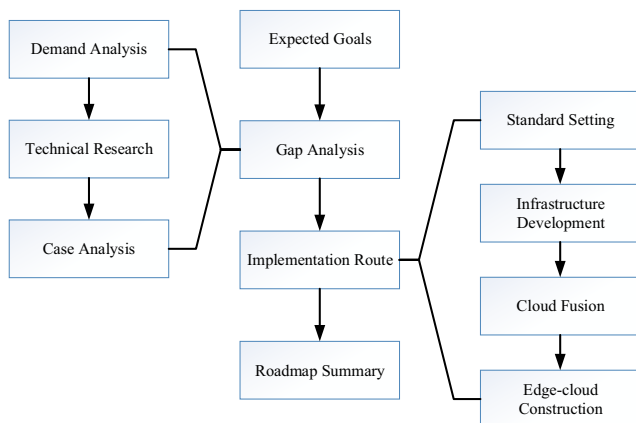 Demand Analysis
Technical Research
Case Analysis
Expected Goals
Gap Analysis
Implementation Route
Roadmap Summary
Standard Setting
Infrastructure
Development
Cloud Fusion
Edge-cloud
Construction